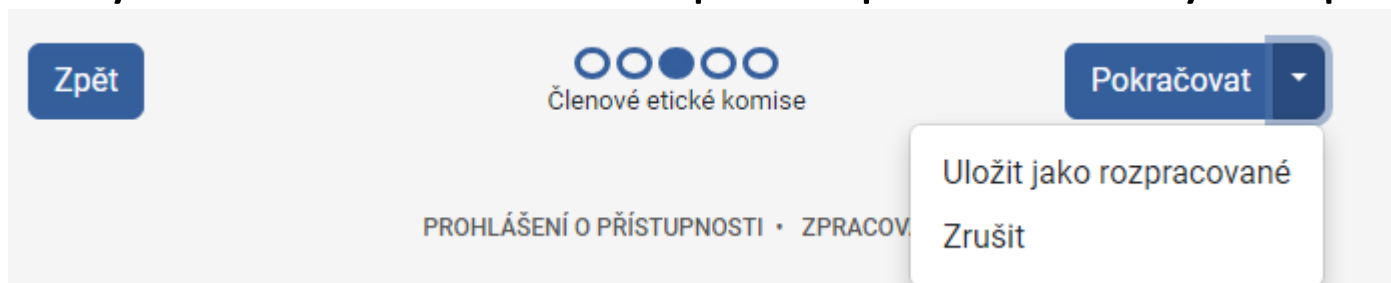 Zpět
Členové etické komise
Pokračovat
Uložit jako rozpracované
PROHLÁŠENÍ O PŘÍSTUPNOSTI • ZPRACOV
Zrušit